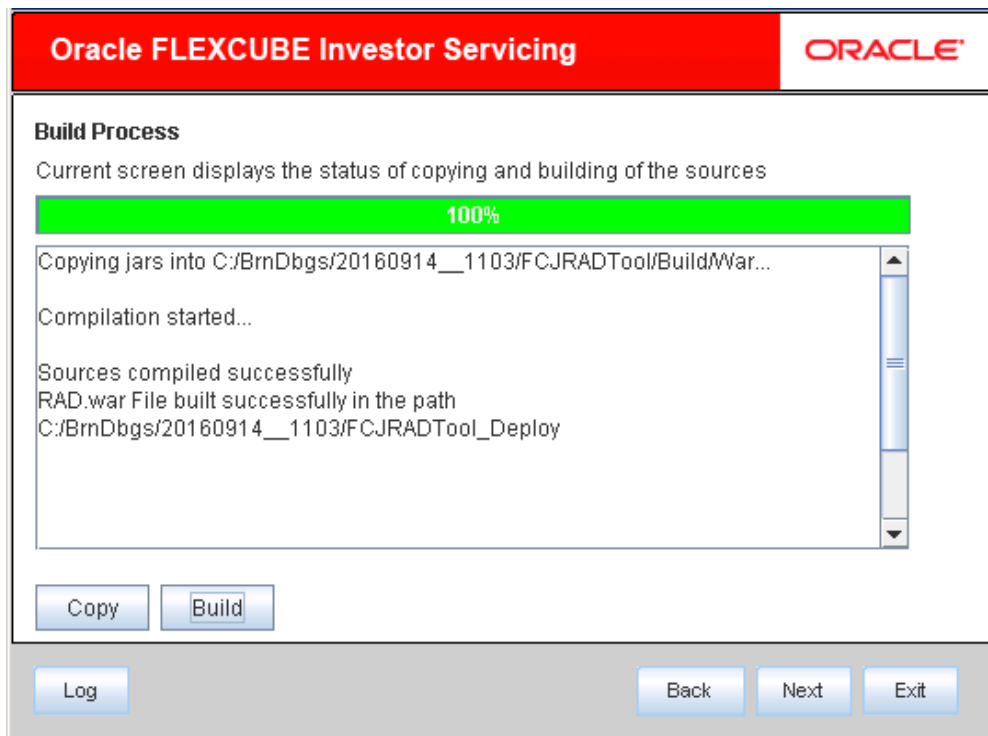 Oracle FLEXCUBE Investor Servicing
ORACLE
Build Process
Current screen displays the status of copying and building of the sources
100%
Copying jars into C:/BrnDbgs/20160914__1103/FCJRADTool/Build/War...
Compilation started...
Sources compiled successfully
RAD.war File built successfully in the path
C:/BrnDbgs/20160914__1103/FCJRADTool_Deploy
Copy Build
Log Back Next Exit